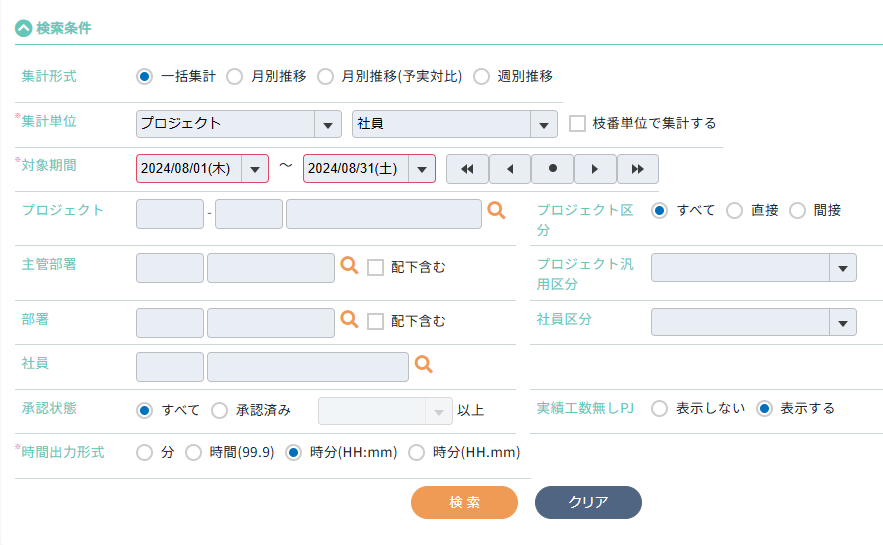 検索条件
集計形式 一括集計 月別推移 月別推移(予実対比) 週別推移
※集計単位 プロジェクト 社員 枝番単位で集計する
※対象期間 2024/08/01(木) ～ 2024/08/31(土)
プロジェクト - プロジェクト区分 すべて 直接 間接
主管部署 配下含む プロジェクト汎用区分
部署 配下含む 社員区分
社員
承認状態 すべて 承認済み 以上 実績工数無しPJ 表示しない 表示する
※時間出力形式 分 時間(99.9) 時分(HH:mm) 時分(HH.mm)
検索 クリア